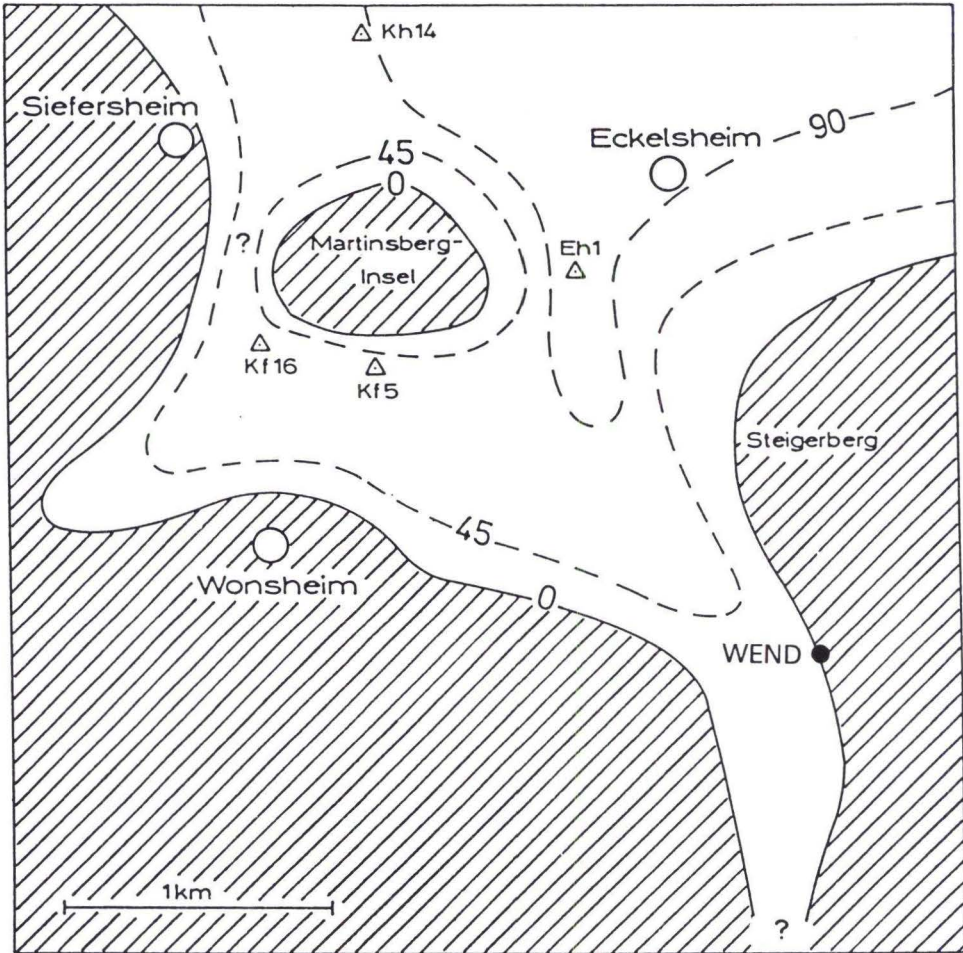 Kh14
Siefersheim
90
Eckelsheim
45
0
?
Martinsberg-
Insel
Eh1
Kf16
Kf5
Steigerberg
45
Wonsheim
0
WEND
1km
?